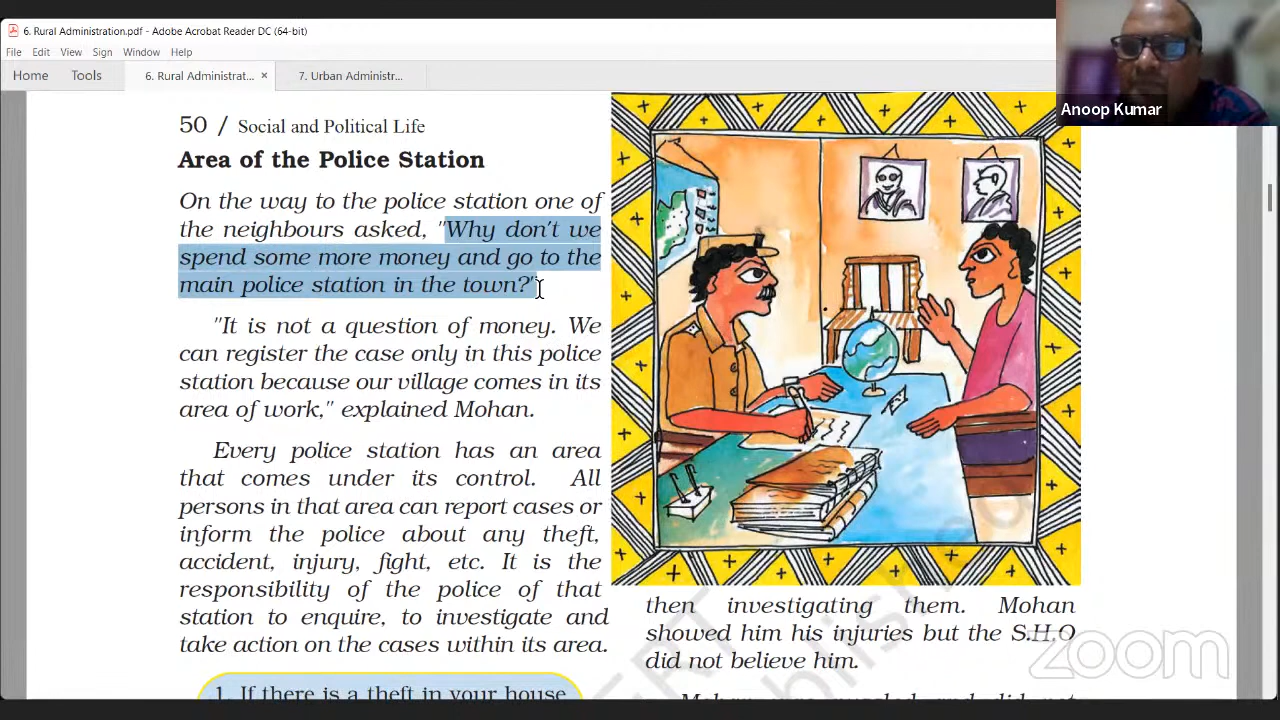 6. Rural Administration.pdf - Adobe Acrobat Reader DC (64-bit)
File Edit View Sign Window Help
Home Tools 6. Rural Administrat... × 7. Urban Administr...
Anoop Kumar
50 / Social and Political Life
Area of the Police Station
On the way to the police station one of
the neighbours asked, "Why don't we
spend some more money and go to the
main police station in the town?"
"It is not a question of money. We
can register the case only in this police
station because our village comes in its
area of work," explained Mohan.
Every police station has an area
that comes under its control. All
persons in that area can report cases or
inform the police about any theft,
accident, injury, fight, etc. It is the
responsibility of the police of that
station to enquire, to investigate and
take action on the cases within its area.
1. If there is a theft in your house
then investigating them. Mohan
showed him his injuries but the S.H.O
did not believe him.
zoom